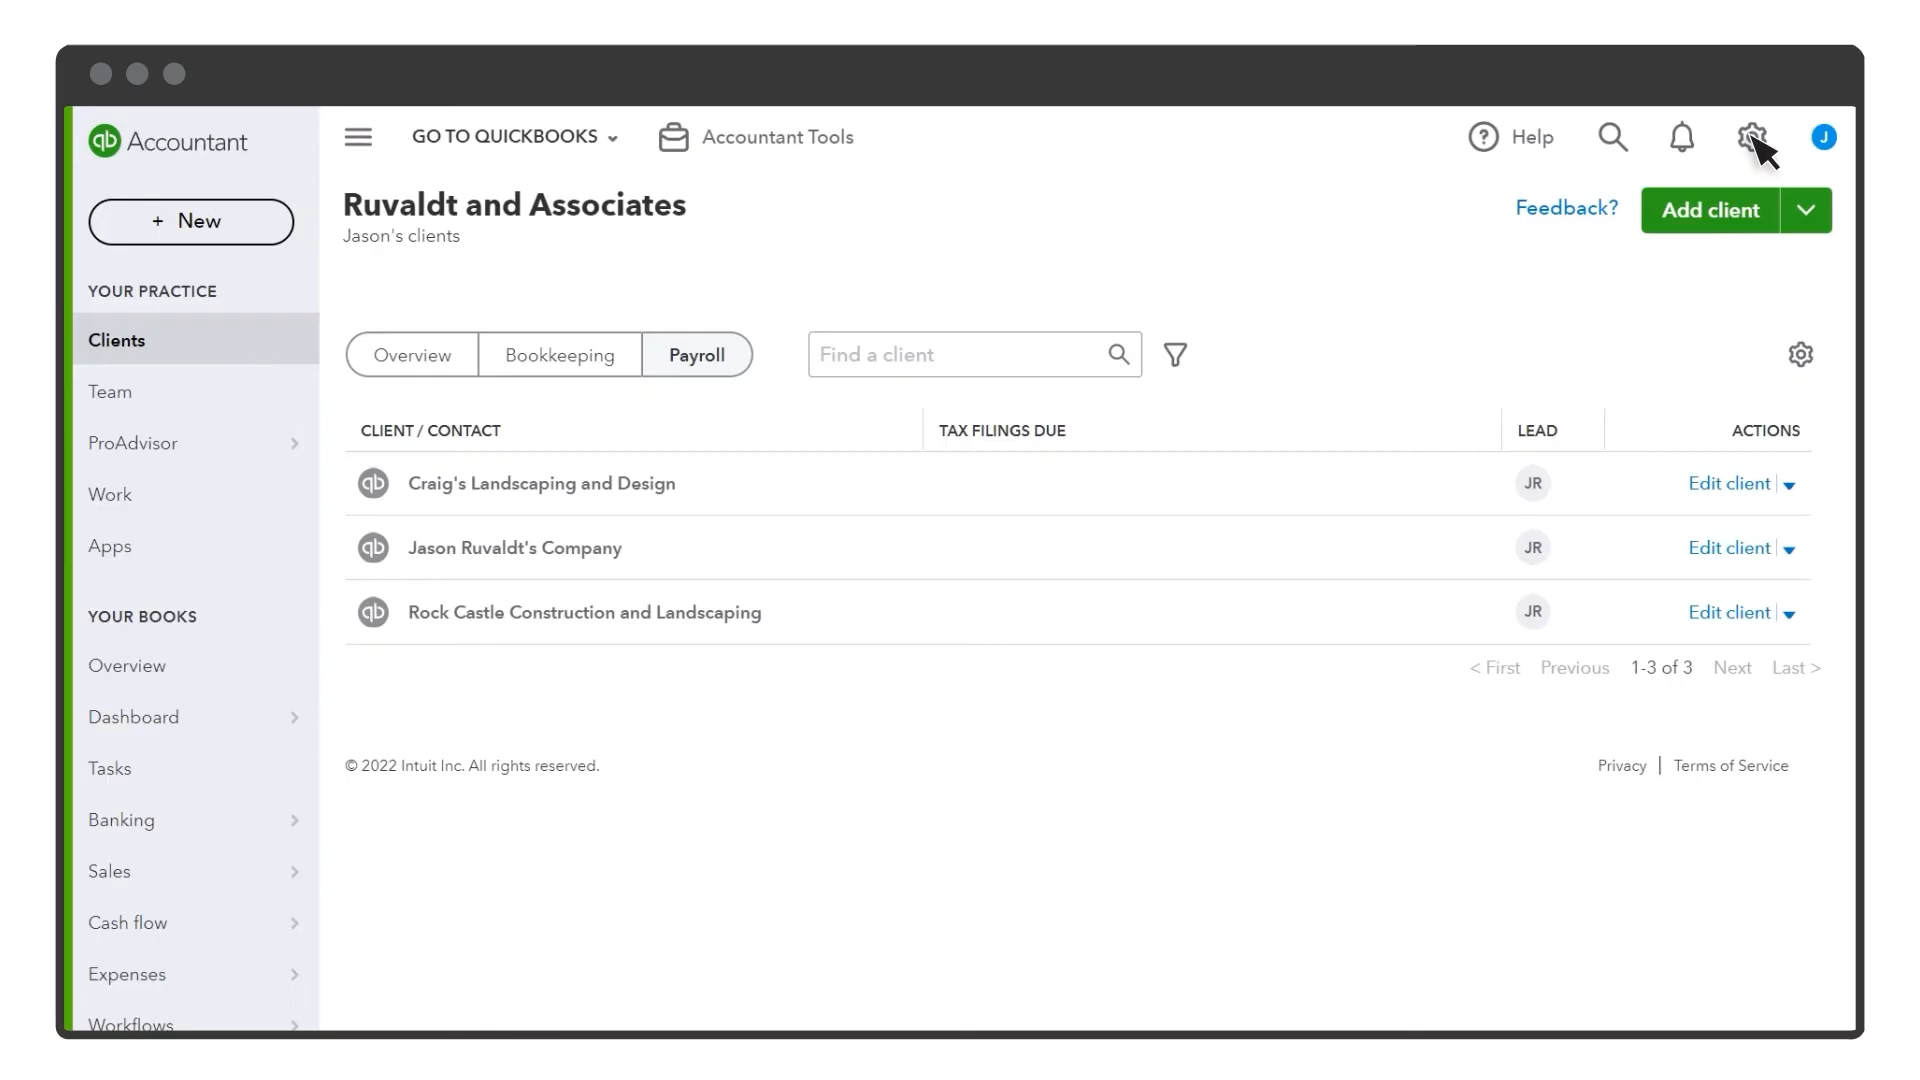 qb Accountant
GO TO QUICKBOOKS
Accountant Tools
? Help
J
+ New
Ruvaldt and Associates
Jason's clients
Feedback?
Add client
YOUR PRACTICE
Clients
Team
ProAdvisor
Work
Apps
YOUR BOOKS
Overview
Dashboard
Tasks
Banking
Sales
Cash flow
Expenses
Workflows
Overview
Bookkeeping
Payroll
Find a client
CLIENT / CONTACT TAX FILINGS DUE LEAD ACTIONS
qb Craig's Landscaping and Design JR Edit client
qb Jason Ruvaldt's Company JR Edit client
qb Rock Castle Construction and Landscaping JR Edit client
< First Previous 1-3 of 3 Next Last >
© 2022 Intuit Inc. All rights reserved.
Privacy | Terms of Service